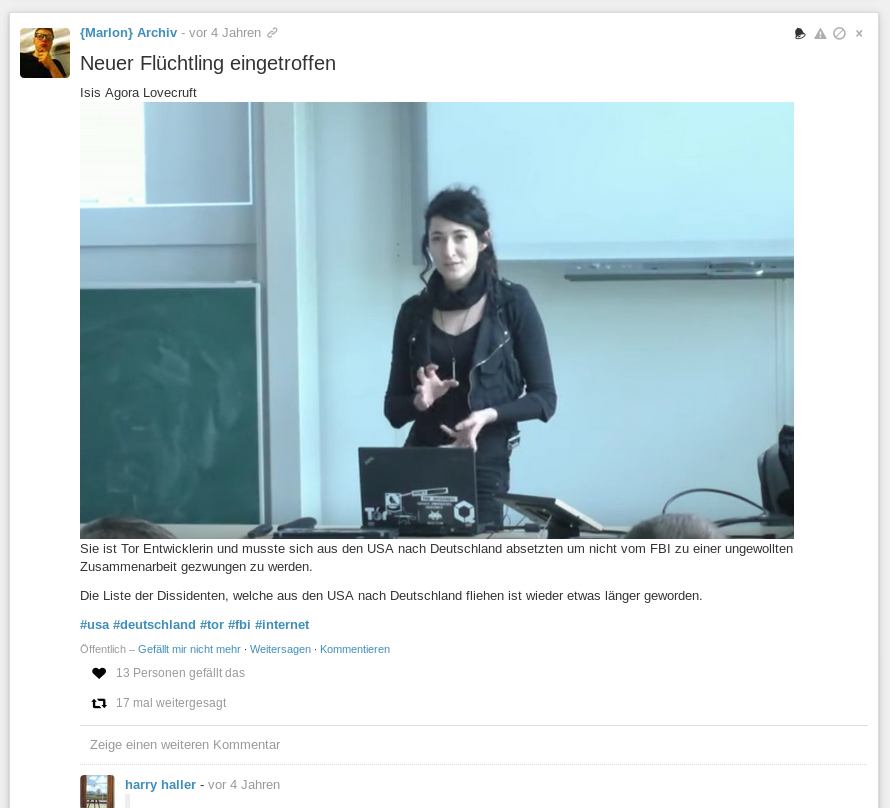 {Marlon} Archiv - vor 4 Jahren
Neuer Flüchtling eingetroffen
Isis Agora Lovecruft
Tor
Sie ist Tor Entwicklerin und musste sich aus den USA nach Deutschland absetzten um nicht vom FBI zu einer ungewollten
Zusammenarbeit gezwungen zu werden.
Die Liste der Dissidenten, welche aus den USA nach Deutschland fliehen ist wieder etwas länger geworden.
#usa #deutschland #tor #fbi #internet
Öffentlich – Gefällt mir nicht mehr · Weitersagen · Kommentieren
13 Personen gefällt das
17 mal weitergesagt
Zeige einen weiteren Kommentar
harry haller - vor 4 Jahren